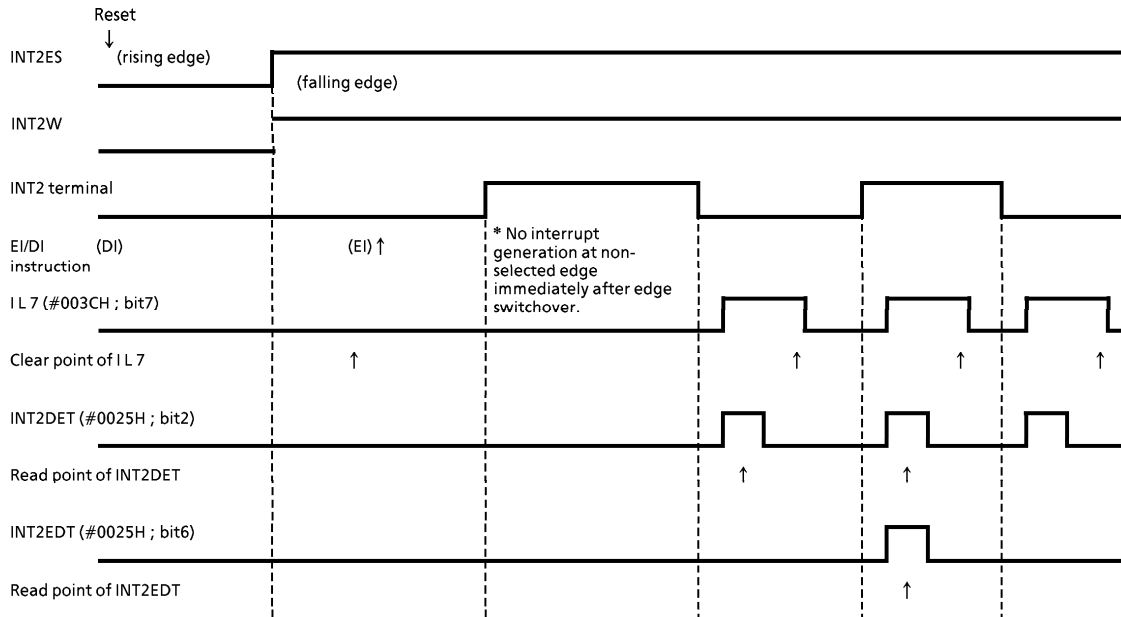 Reset
↓
INT2ES
(rising edge)
(falling edge)
INT2W
INT2 terminal
EI/DI
instruction
(DI)
(EI) ↑
* No interrupt
generation at non-
selected edge
immediately after edge
switchover.
I L 7 (#003CH ; bit7)
Clear point of I L 7
↑ ↑ ↑ ↑
INT2DET (#0025H ; bit2)
Read point of INT2DET
↑ ↑
INT2EDT (#0025H ; bit6)
Read point of INT2EDT
↑